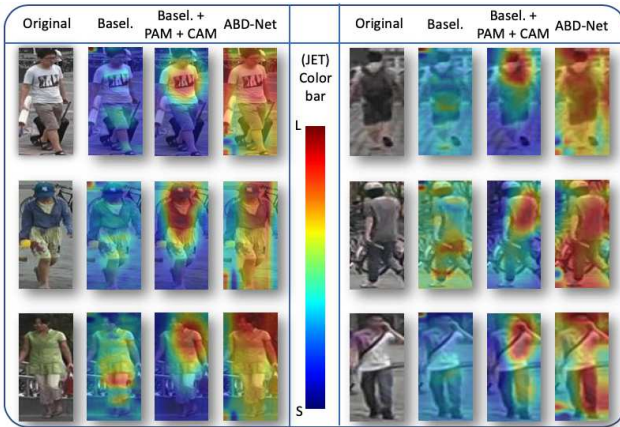 Original Basel. Basel. + PAM + CAM ABD-Net
(JET)
Color
bar
L
S
Original Basel. Basel. + PAM + CAM ABD-Net